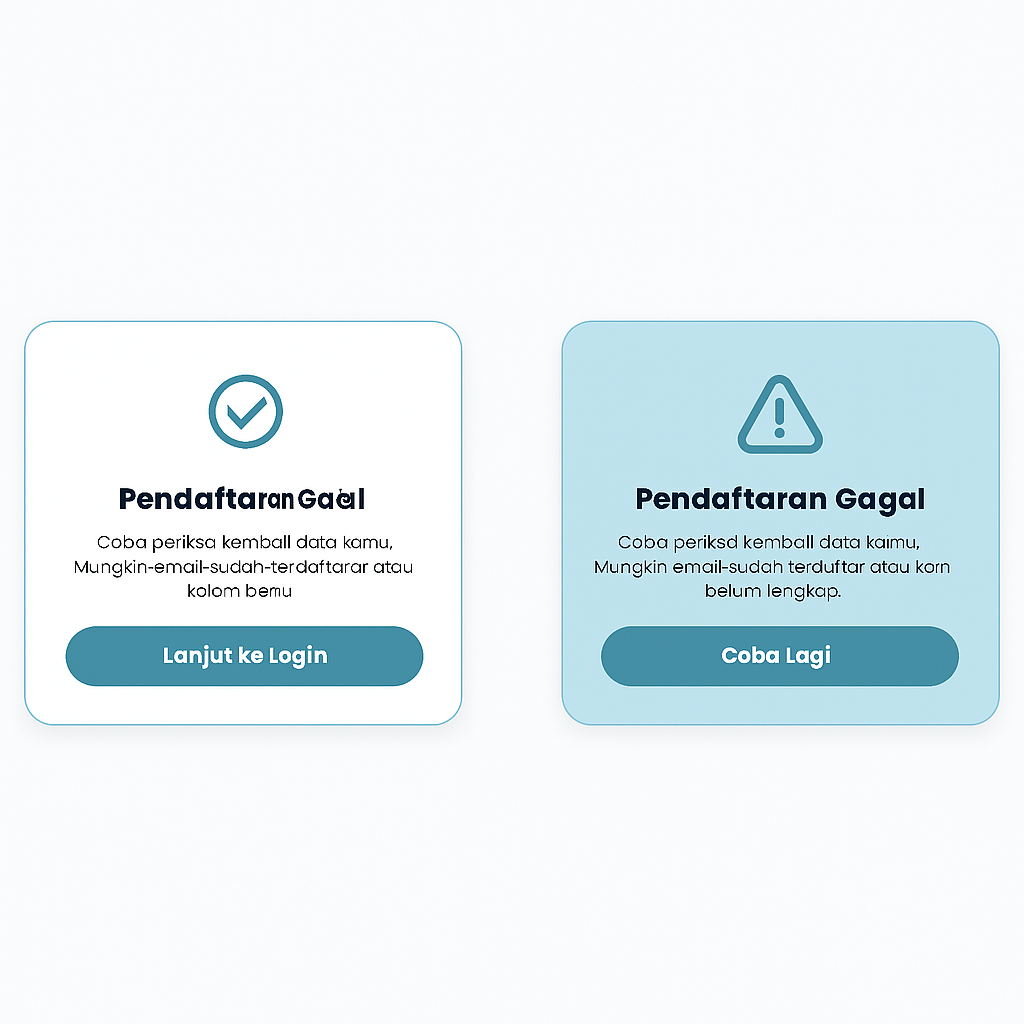 Pendaftaran
Coba periksa kemball data kamu,
Mungkin-email-sudah-terdaftarar atau
kolom bemu
Lanjut ke Login
Pendaftaran Gagal
Coba periksd kemball data kaimu,
Mungkin email-sudah terduftar atau korn
belum lengkap.
Coba Lagi